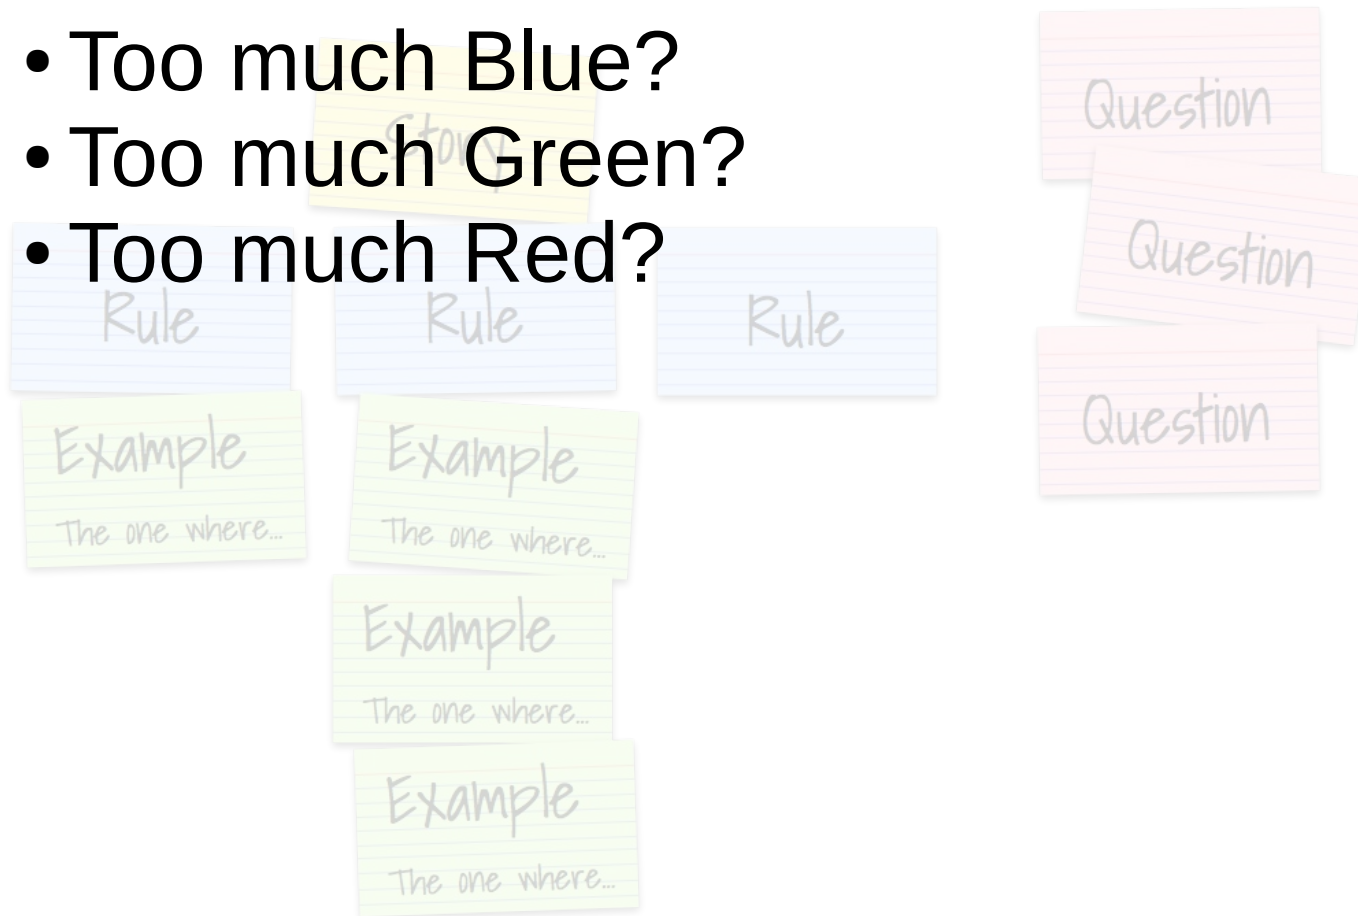 • Too much Blue?
• Too much Green?
• Too much Red?
Story
Rule Rule Rule
Example Example
The one where... The one where...
Example
The one where...
Example
The one where...
Question
Question
Question